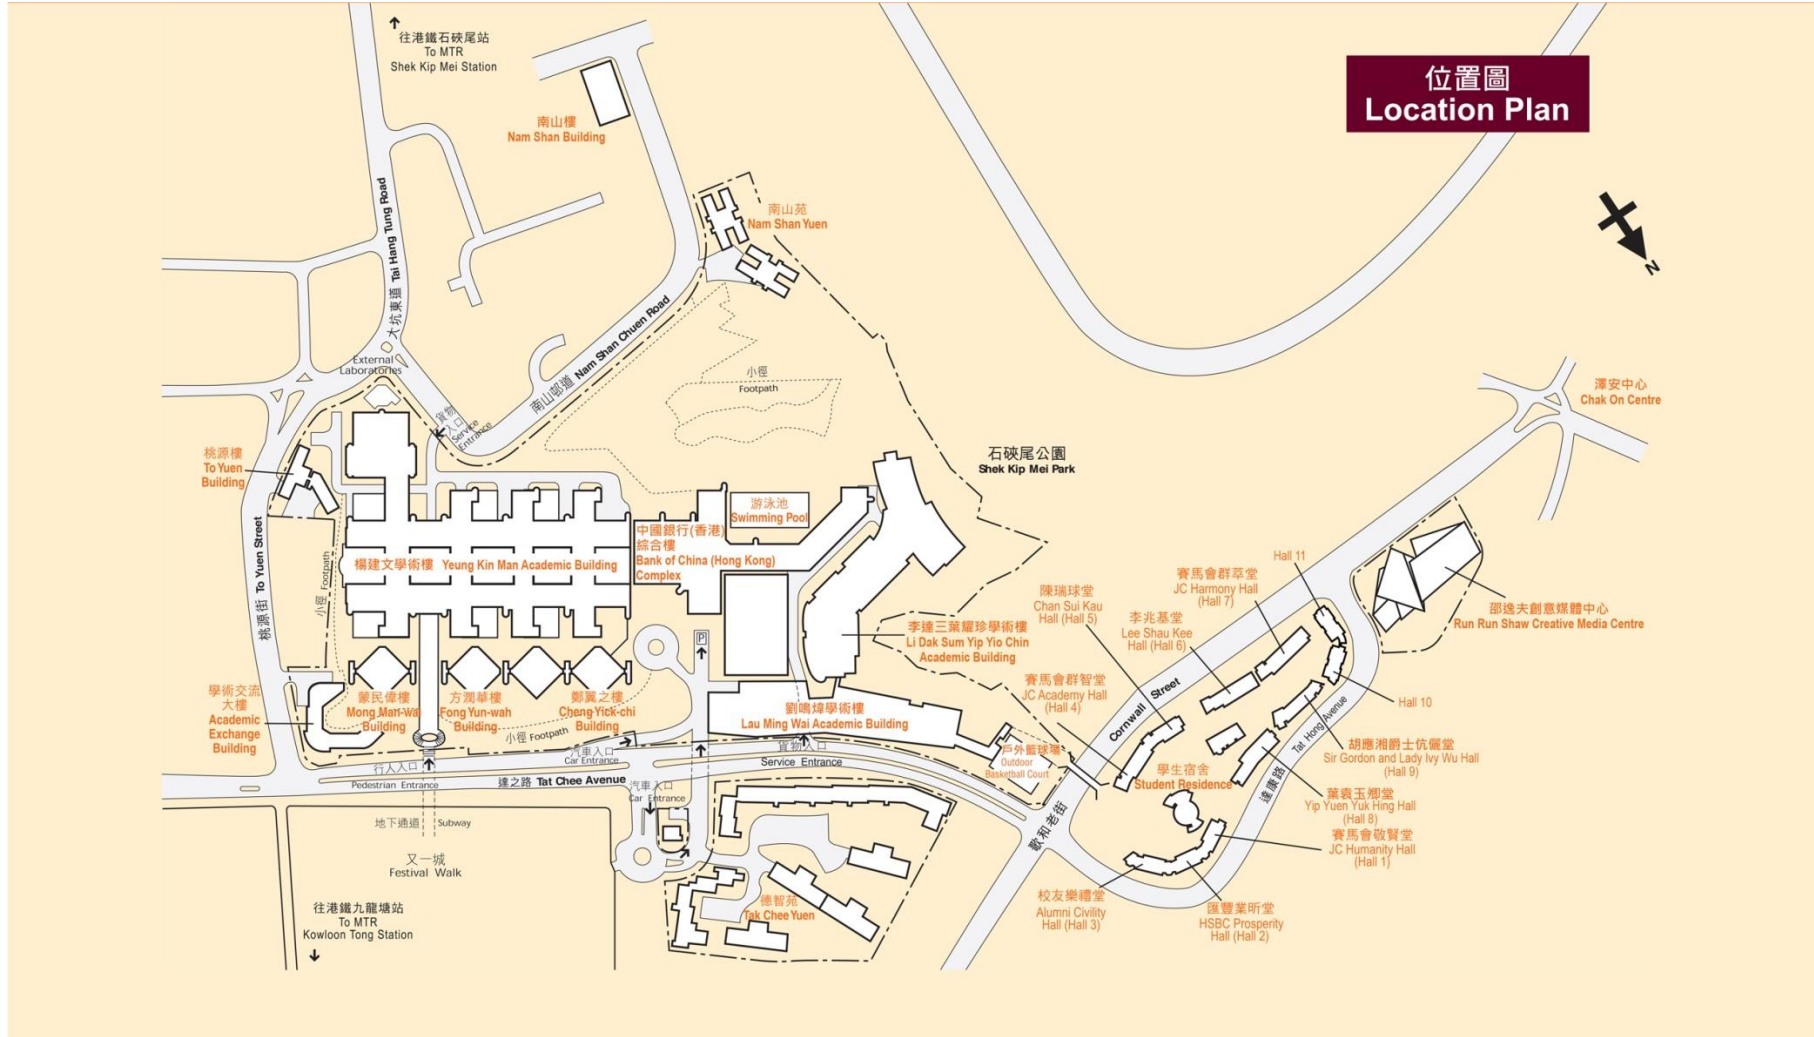 往港鐵石硤尾站
To MTR
Shek Kip Mei Station
位置圖
Location Plan
南山樓
Nam Shan Building
南山苑
Nam Shan Yuen
N
大坑東道 Tai Hang Tung Road
南山邨道 Nam Shan Chuen Road
External
Laboratories
小徑
Footpath
貨物
入口
Service
Entrance
澤安中心
Chak On Centre
桃源樓
To Yuen
Building
石硤尾公園
Shek Kip Mei Park
游泳池
Swimming Pool
中國銀行(香港)
綜合樓
Bank of China (Hong Kong)
Complex
楊建文學術樓 Yeung Kin Man Academic Building
桃源街 To Yuen Street
小徑 Footpath
Hall 11
賽馬會群萃堂
JC Harmony Hall
(Hall 7)
陳瑞球堂
Chan Sui Kau
Hall (Hall 5)
李兆基堂
Lee Shau Kee
Hall (Hall 6)
邵逸夫創意媒體中心
Run Run Shaw Creative Media Centre
李達三葉耀珍學術樓
Li Dak Sum Yip Yio Chin
Academic Building
P
賽馬會群智堂
JC Academy Hall
(Hall 4)
Cornwall Street
歌和老街
Hall 10
學術交流
大樓
Academic
Exchange
Building
蒙民偉樓
Mong Man-wai
Building
方潤華樓
Fong Yun-wah
Building
鄭翼之樓
Cheng Yick-chi
Building
劉鳴煒學術樓
Lau Ming Wai Academic Building
小徑 Footpath
汽車入口
Car Entrance
貨物入口
Service Entrance
戶外籃球場
Outdoor
Basketball Court
胡應湘爵士伉儷堂
Sir Gordon and Lady Ivy Wu Hall
(Hall 9)
達康路 Tat Hong Avenue
行人入口
Pedestrian Entrance
達之路 Tat Chee Avenue
汽車入口
Car Entrance
學生宿舍
Student Residence
葉袁玉卿堂
Yip Yuen Yuk Hing Hall
(Hall 8)
地下通道 Subway
賽馬會敬賢堂
JC Humanity Hall
(Hall 1)
又一城
Festival Walk
往港鐵九龍塘站
To MTR
Kowloon Tong Station
德智苑
Tak Chee Yuen
校友樂禮堂
Alumni Civility
Hall (Hall 3)
匯豐業昕堂
HSBC Prosperity
Hall (Hall 2)